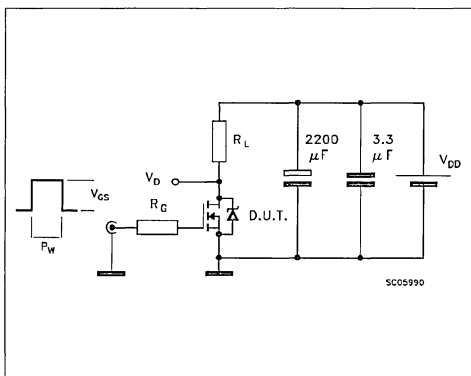 R_L
2200
μF
3.3
μF
V_DD
V_D
V_GS
R_G
D.U.T.
P_W
SC05990